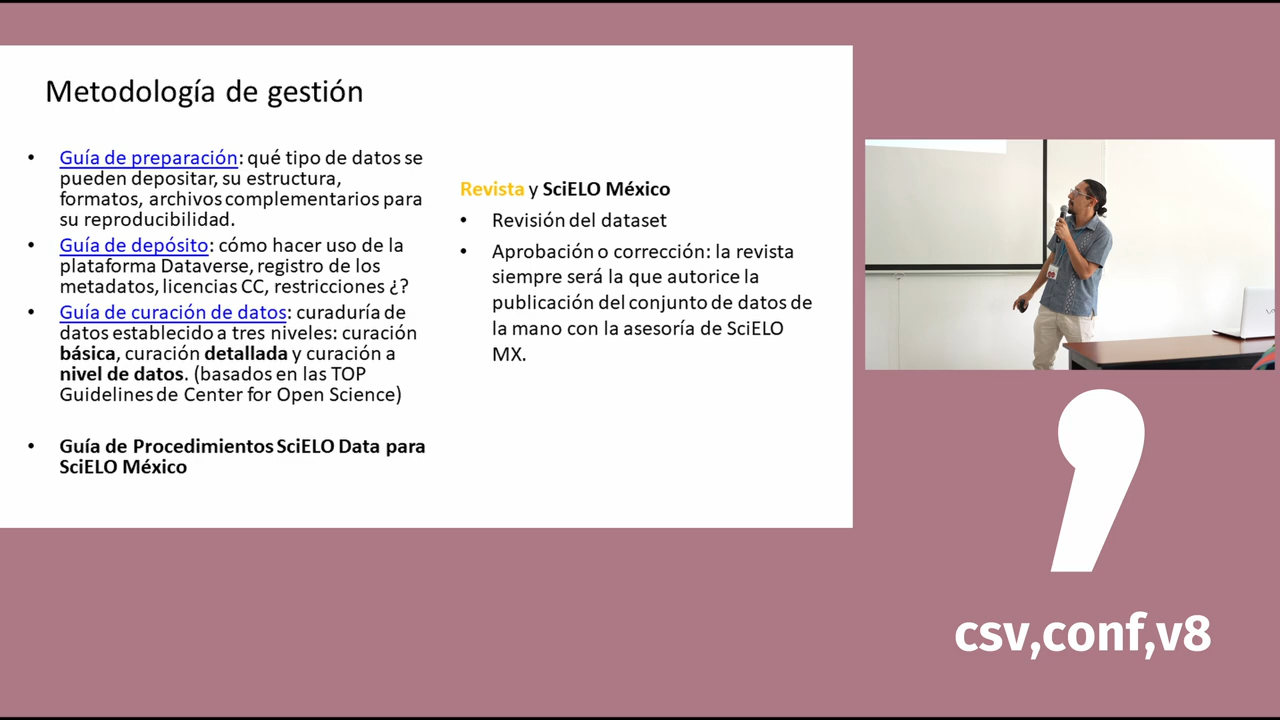 Metodología de gestión
• Guía de preparación: qué tipo de datos se
pueden depositar, su estructura,
formatos, archivos complementarios para
su reproducibilidad.
• Guía de depósito: cómo hacer uso de la
plataforma Dataverse, registro de los
metadatos, licencias CC, restricciones ¿?
• Guía de curación de datos: curaduría de
datos establecido a tres niveles: curación
básica, curación detallada y curación a
nivel de datos. (basados en las TOP
Guidelines de Center for Open Science)
• Guía de Procedimientos SciELO Data para
SciELO México
Revista y SciELO México
• Revisión del dataset
• Aprobación o corrección: la revista
siempre será la que autorice la
publicación del conjunto de datos de
la mano con la asesoría de SciELO
MX.
csv,conf,v8